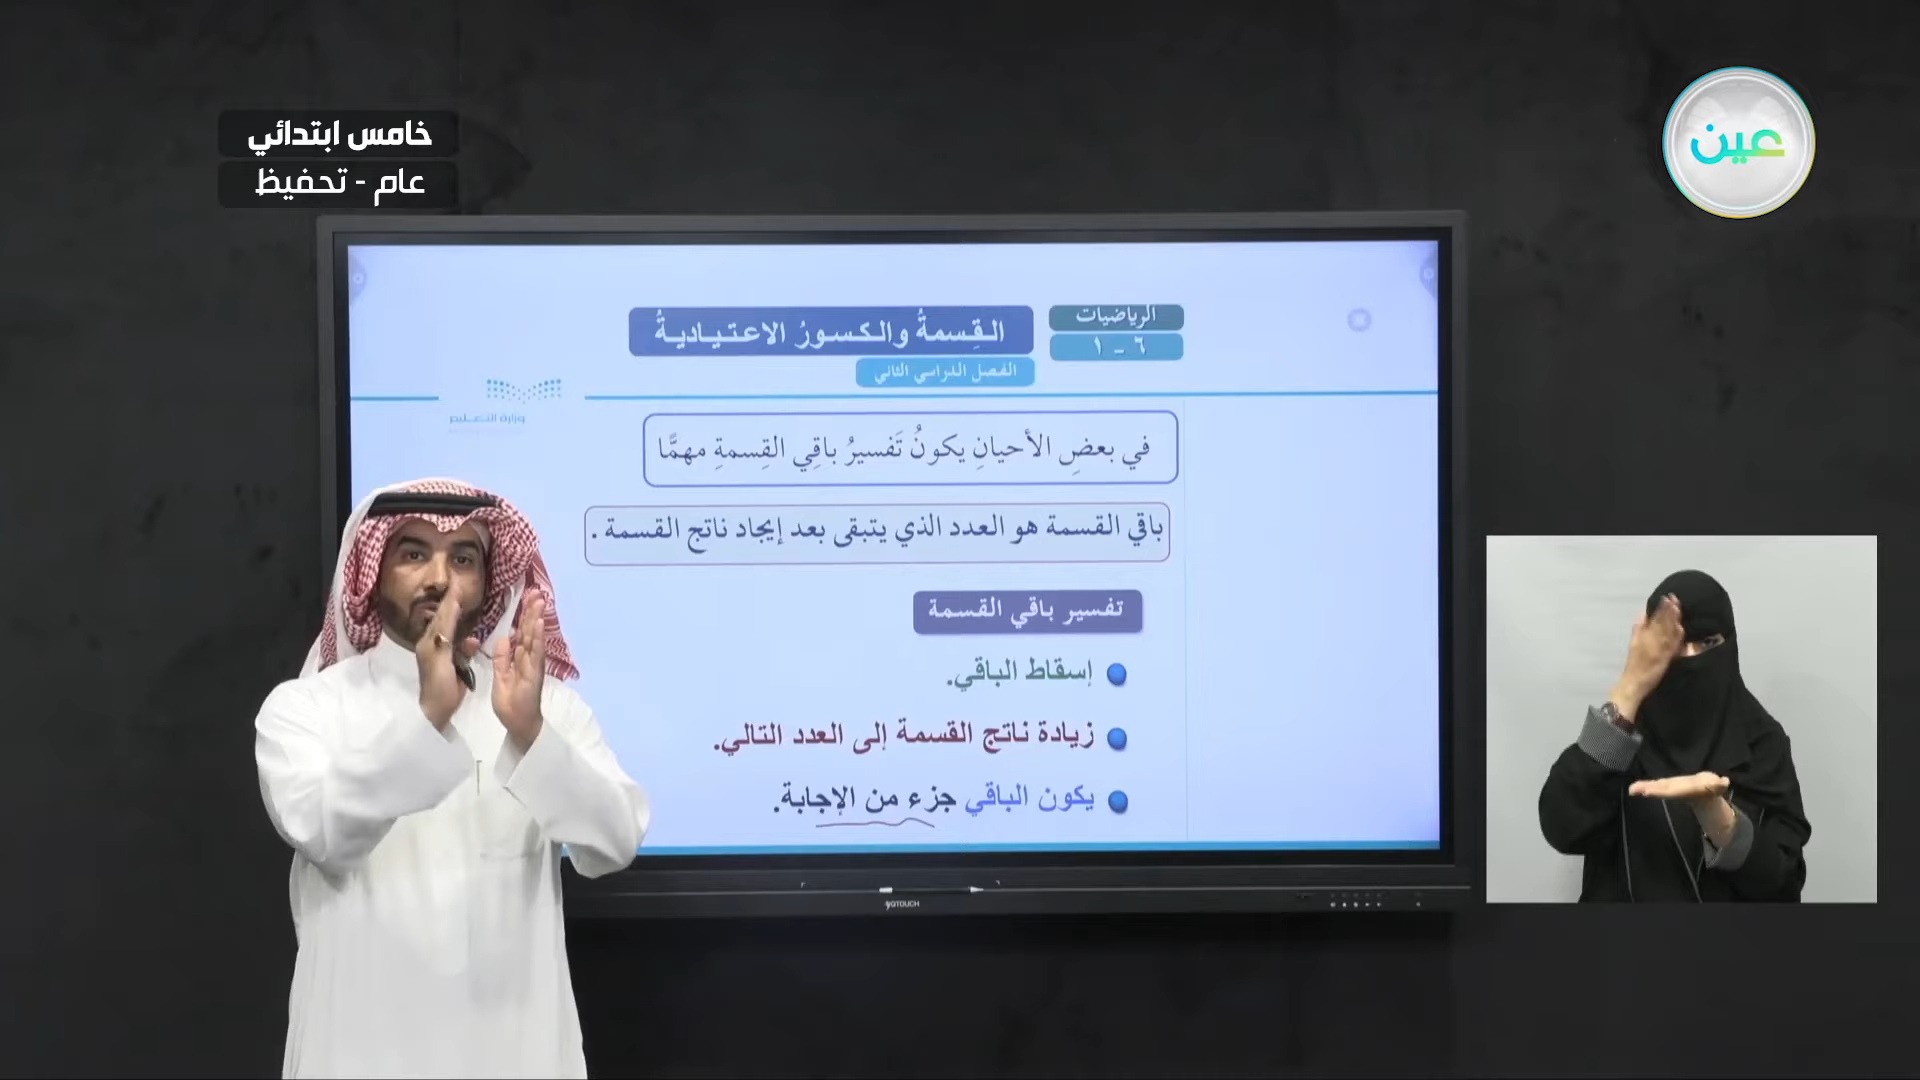 خامس ابتدائي
عام - تحفيظ
عين
الرياضيات
٦ - ١
القِسمةُ والكسورُ الاعتياديةُ
الفصل الدراسي الثاني
وزارة التعليم
في بعضِ الأحيانِ يكونُ تَفسيرُ باقِي القِسمةِ مهمًّا
باقي القسمة هو العدد الذي يتبقى بعد إيجاد ناتج القسمة .
تفسير باقي القسمة
إسقاط الباقي.
زيادة ناتج القسمة إلى العدد التالي.
يكون الباقي جزء من الإجابة.